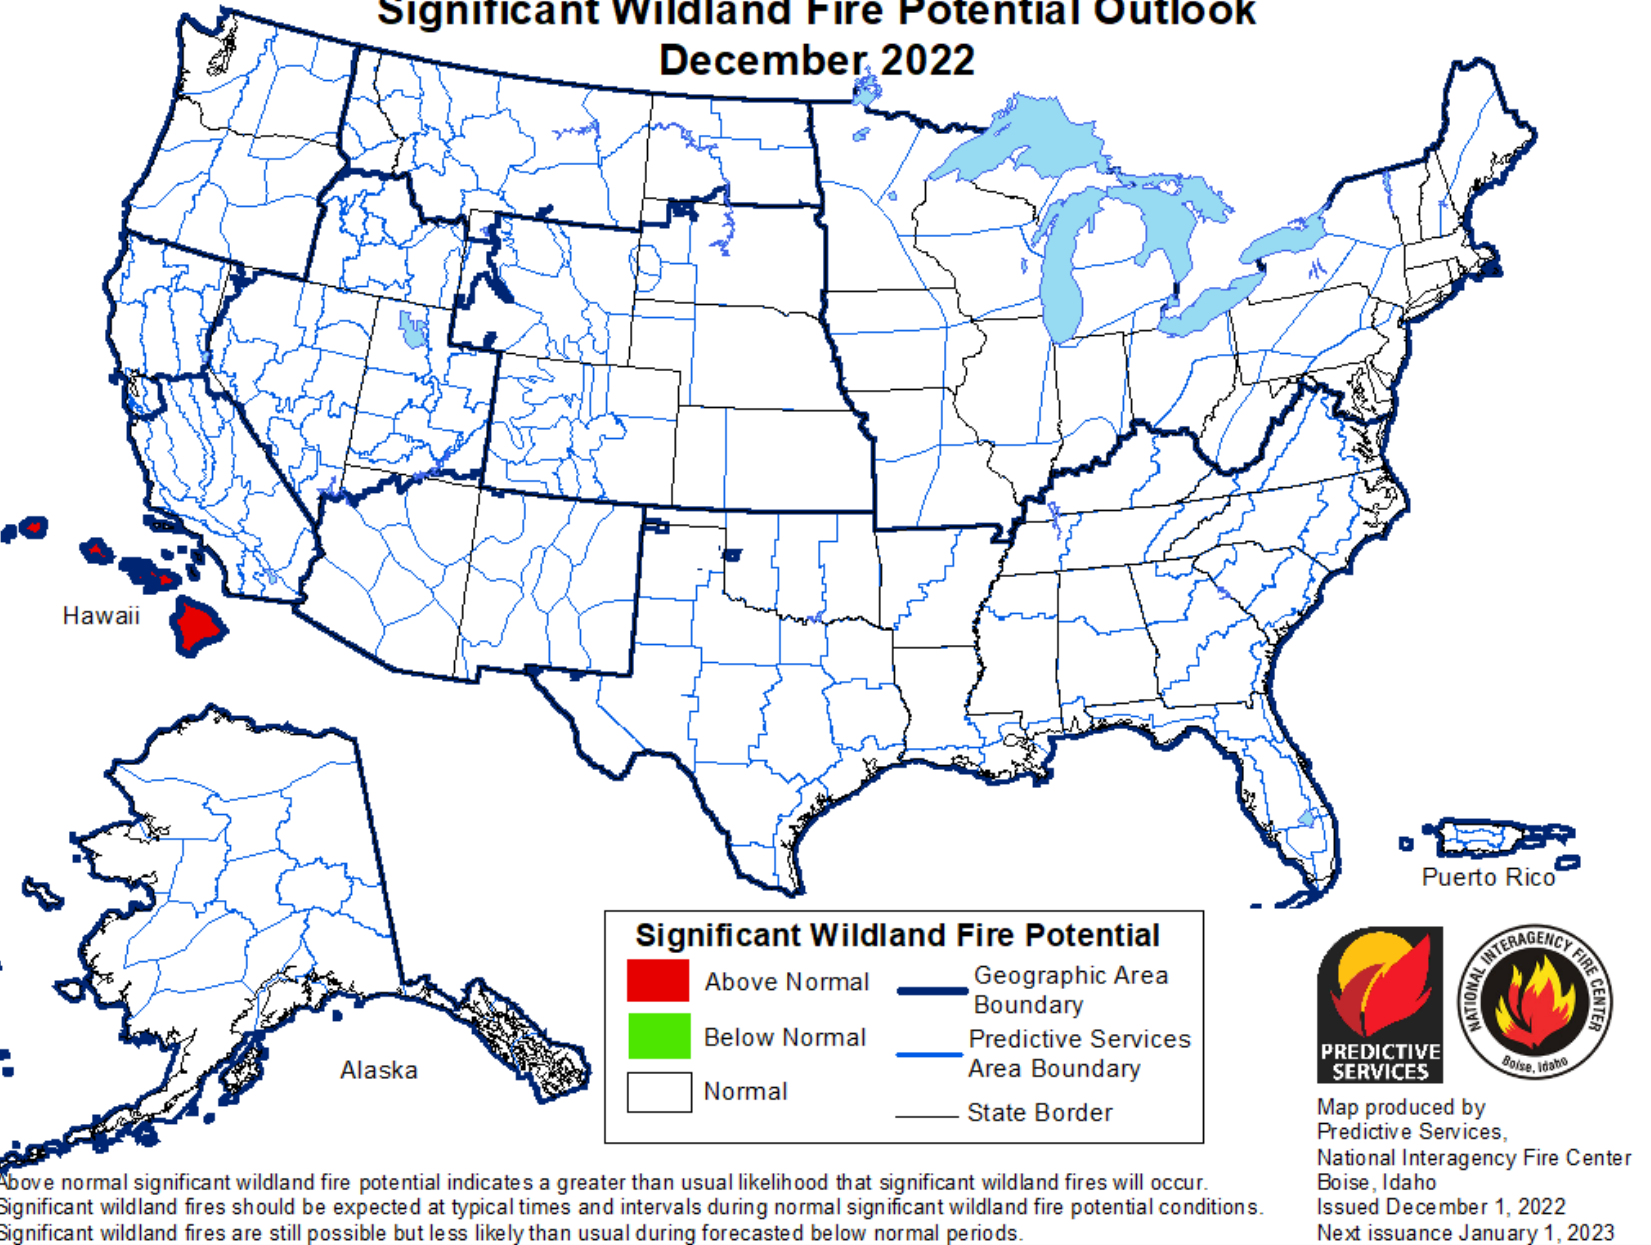 Significant Wildland Fire Potential Outlook
December 2022
Hawaii
Alaska
Puerto Rico
Significant Wildland Fire Potential
Above Normal
Below Normal
Normal
Geographic Area
Boundary
Predictive Services
Area Boundary
State Border
PREDICTIVE
SERVICES
NATIONAL INTERAGENCY FIRE CENTER
Boise, Idaho
Map produced by
Predictive Services,
National Interagency Fire Center
Boise, Idaho
Issued December 1, 2022
Next issuance January 1, 2023
Above normal significant wildland fire potential indicates a greater than usual likelihood that significant wildland fires will occur.
Significant wildland fires should be expected at typical times and intervals during normal significant wildland fire potential conditions.
Significant wildland fires are still possible but less likely than usual during forecasted below normal periods.